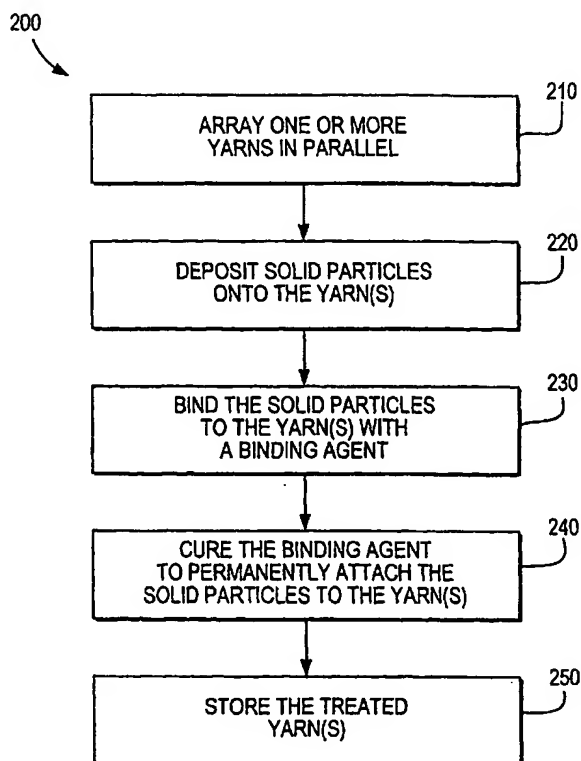 200
210
ARRAY ONE OR MORE
YARNS IN PARALLEL
220
DEPOSIT SOLID PARTICLES
ONTO THE YARN(S)
230
BIND THE SOLID PARTICLES
TO THE YARN(S) WITH
A BINDING AGENT
240
CURE THE BINDING AGENT
TO PERMANENTLY ATTACH THE
SOLID PARTICLES TO THE YARN(S)
250
STORE THE TREATED
YARN(S)